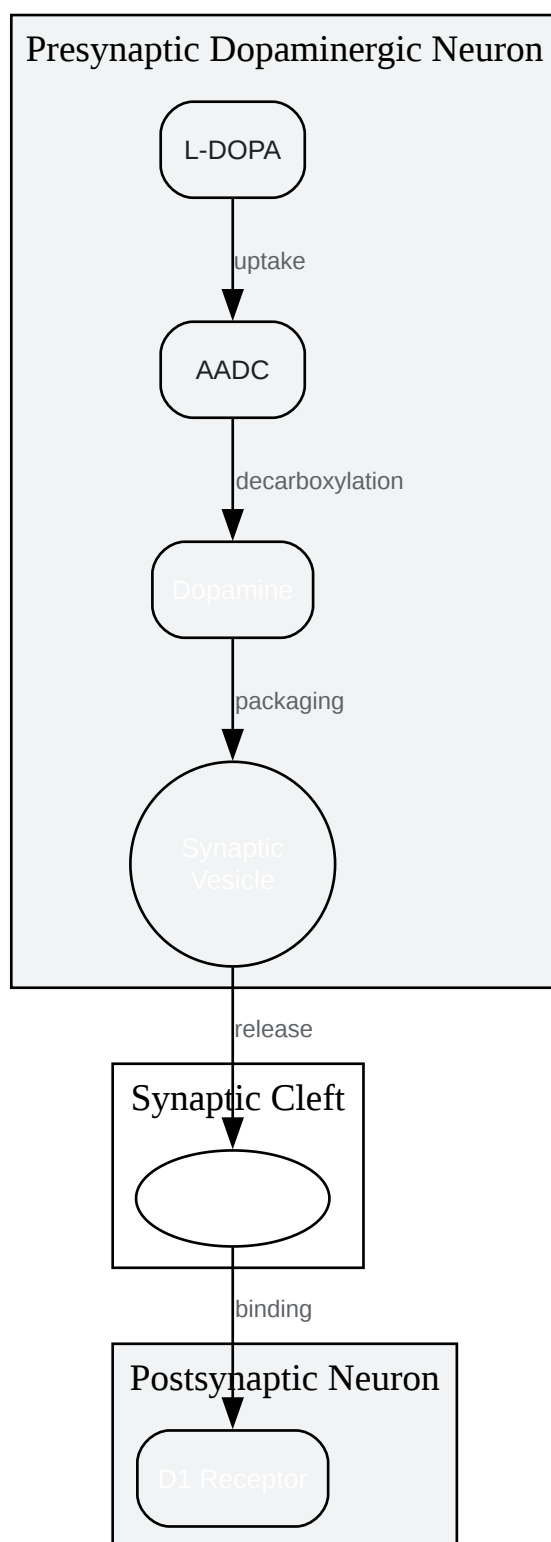 Presynaptic Dopaminergic Neuron
L-DOPA
uptake
AADC
decarboxylation
Dopamine
packaging
Synaptic
Vesicle
release
Synaptic Cleft
binding
Postsynaptic Neuron
D1 Receptor